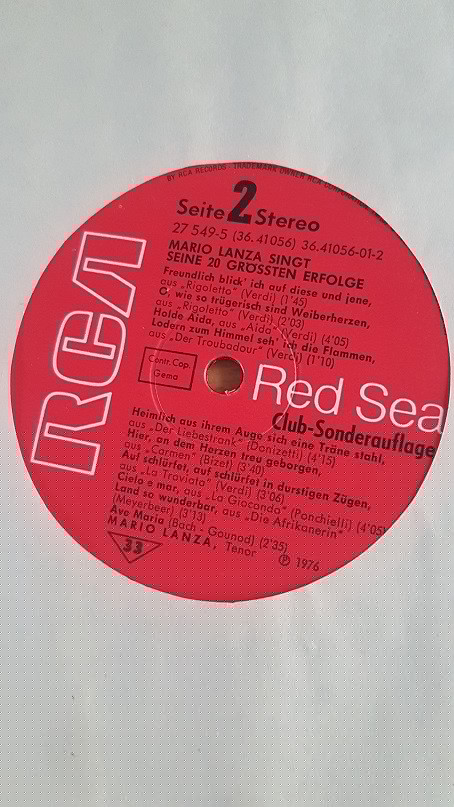 BY RCA RECORDS · TRADEMARK OWNER RCA
RCA
Seite 2 Stereo
27 549-5 (36.41056) 36.41056-01-2
MARIO LANZA SINGT
SEINE 20 GRÖSSTEN ERFOLGE
Freundlich blick' ich auf diese und jene,
aus „Rigoletto" (Verdi) (1'45)
O, wie so trügerisch sind Weiberherzen,
aus „Rigoletto" (Verdi) (2'03)
Holde Aida, aus „Aida" (Verdi) (4'05)
Lodern zum Himmel seh' ich die Flammen,
aus „Der Troubadour" (Verdi) (1'10)
Contr. Cop.
Gema
Red Sea
Club-Sonderauflage
Heimlich aus ihrem Auge sich eine Träne stahl,
aus „Der Liebestrank" (Donizetti) (4'15)
Hier, an dem Herzen treu geborgen,
aus „Carmen" (Bizet) (3'40)
Auf schlürfet, auf schlürfet in durstigen Zügen,
aus „La Traviata" (Verdi) (3'06)
Cielo e mar, aus „La Gioconda" (Ponchielli) (4'05)
Land so wunderbar, aus „Die Afrikanerin"
(Meyerbeer) (3'13)
Ave Maria (Bach - Gounod) (2'35)
MARIO LANZA, Tenor
33
℗ 1976